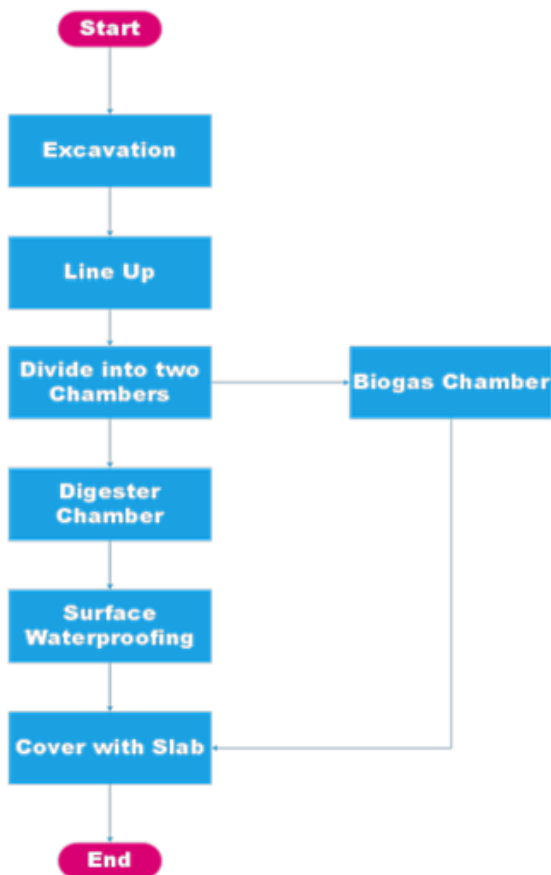 Start
Excavation
Line Up
Divide into two
Chambers
Biogas Chamber
Digester
Chamber
Surface
Waterproofing
Cover with Slab
End